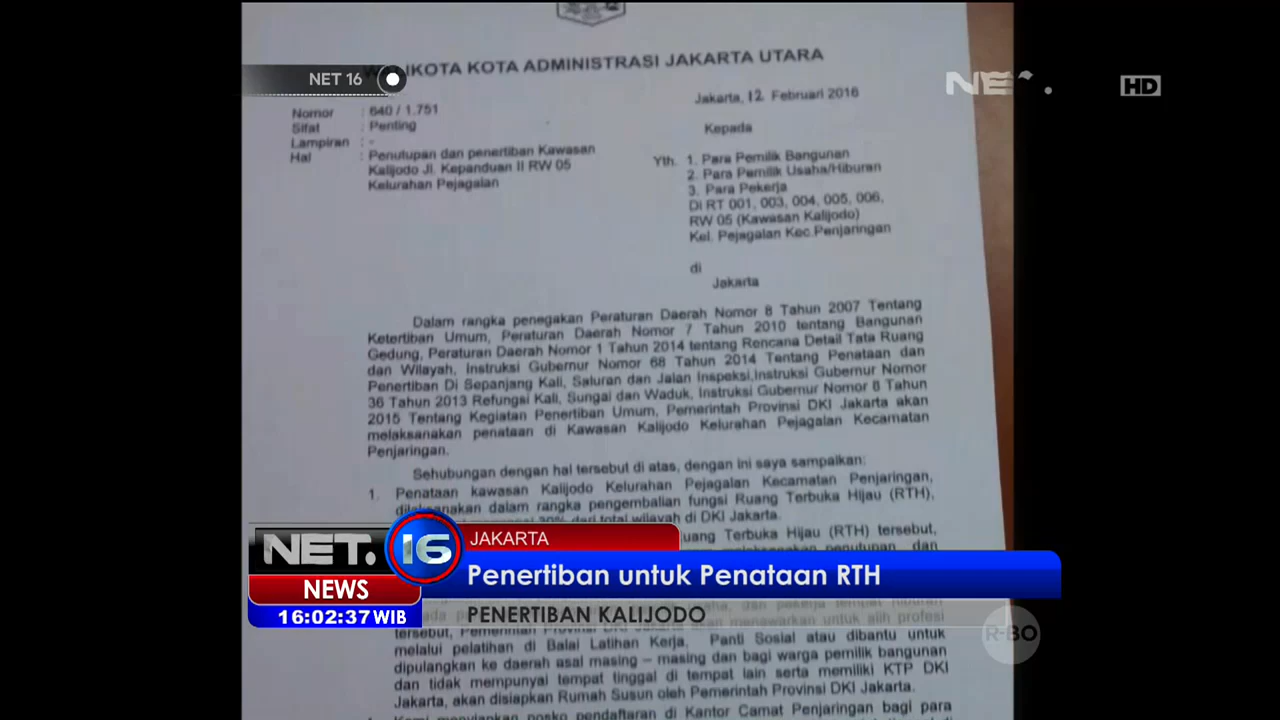 WALIKOTA KOTA ADMINISTRASI JAKARTA UTARA
NET 16
NET.
HD
Jakarta, 12 Februari 2016
Nomor : 640 / 1.751
Sifat : Penting
Lampiran : -
Hal : Penutupan dan penertiban Kawasan
Kalijodo Jl. Kepanduan II RW 05
Kelurahan Pejagalan
Kepada
Yth. 1. Para Pemilik Bangunan
2. Para Pemilik Usaha/Hiburan
3. Para Pekerja
Di RT 001, 003, 004, 005, 006,
RW 05 (Kawasan Kalijodo)
Kel. Pejagalan Kec.Penjaringan
di
Jakarta
Dalam rangka penegakan Peraturan Daerah Nomor 8 Tahun 2007 Tentang
Ketertiban Umum, Peraturan Daerah Nomor 7 Tahun 2010 tentang Bangunan
Gedung, Peraturan Daerah Nomor 1 Tahun 2014 tentang Rencana Detail Tata Ruang
dan Wilayah, Instruksi Gubernur Nomor 68 Tahun 2014 Tentang Penataan dan
Penertiban Di Sepanjang Kali, Saluran dan Jalan Inspeksi,Instruksi Gubernur Nomor
36 Tahun 2013 Refungsi Kali, Sungai dan Waduk, Instruksi Gubernur Nomor 8 Tahun
2015 Tentang Kegiatan Penertiban Umum, Pemerintah Provinsi DKI Jakarta akan
melaksanakan penataan di Kawasan Kalijodo Kelurahan Pejagalan Kecamatan
Penjaringan.
Sehubungan dengan hal tersebut di atas, dengan ini saya sampaikan:
1. Penataan kawasan Kalijodo Kelurahan Pejagalan Kecamatan Penjaringan,
dilaksanakan dalam rangka pengembalian fungsi Ruang Terbuka Hijau (RTH),
30% dari total wilayah di DKI Jakarta.
Ruang Terbuka Hijau (RTH) tersebut,
NET. 16
NEWS
16:02:37 WIB
JAKARTA
Penertiban untuk Penataan RTH
PENERTIBAN KALIJODO
R-BO
tersebut, Pemerintah Provinsi DKI Jakarta akan menawarkan untuk alih profesi
melalui pelatihan di Balai Latihan Kerja, Panti Sosial atau dibantu untuk
dipulangkan ke daerah asal masing – masing dan bagi warga pemilik bangunan
dan tidak mempunyai tempat tinggal di tempat lain serta memiliki KTP DKI
Jakarta, akan disiapkan Rumah Susun oleh Pemerintah Provinsi DKI Jakarta.
Kami menyiapkan posko pendaftaran di Kantor Camat Penjaringan bagi para